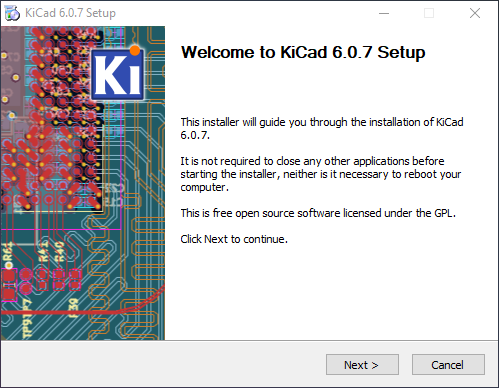 KiCad 6.0.7 Setup
Ki
Welcome to KiCad 6.0.7 Setup
This installer will guide you through the installation of KiCad
6.0.7.
It is not required to close any other applications before
starting the installer, neither is it necessary to reboot your
computer.
This is free open source software licensed under the GPL.
Click Next to continue.
R41
R40
Next >
Cancel